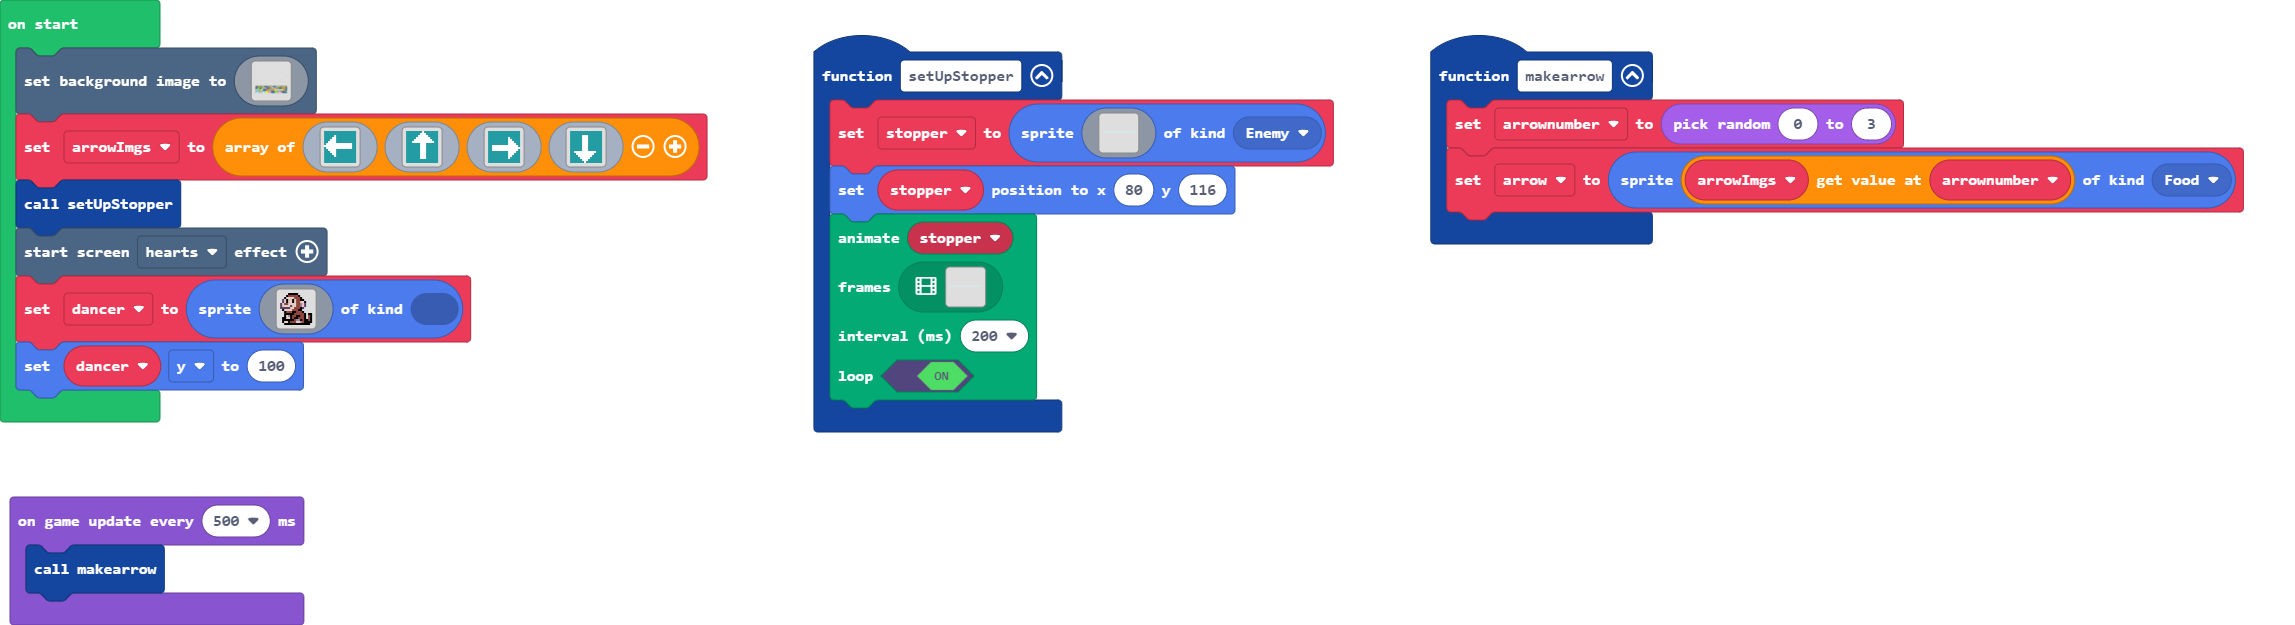 on start
set background image to
set arrowImgs to array of
call setUpStopper
start screen hearts effect
set dancer to sprite of kind
set dancer y to 100
on game update every 500 ms
call makearrow
function setUpStopper
set stopper to sprite of kind Enemy
set stopper position to x 80 y 116
animate stopper
frames
interval (ms) 200
loop ON
function makearrow
set arrownumber to pick random 0 to 3
set arrow to sprite arrowImgs get value at arrownumber of kind Food